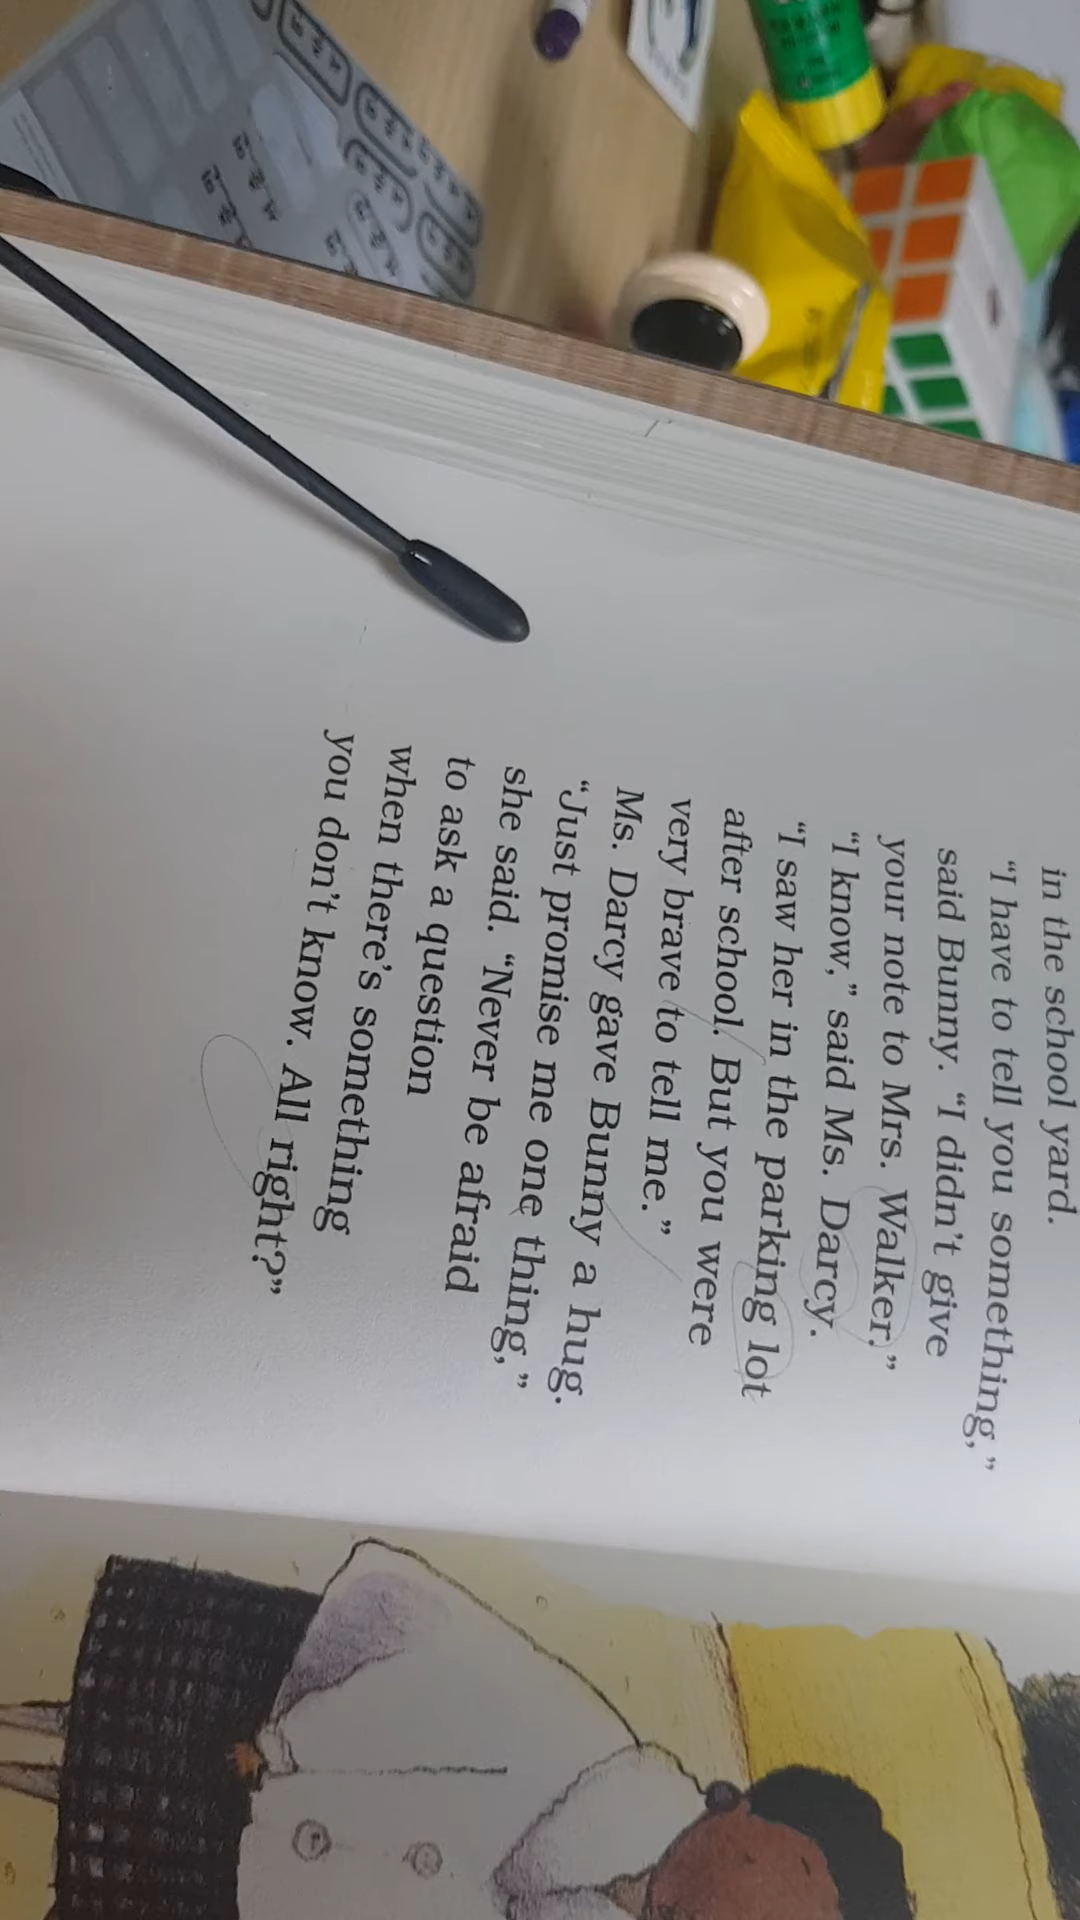 in the school yard.
“I have to tell you something,”
said Bunny. “I didn’t give
your note to Mrs. Walker.”
“I know,” said Ms. Darcy.
“I saw her in the parking lot
after school. But you were
very brave to tell me.”
Ms. Darcy gave Bunny a hug.
“Just promise me one thing,”
she said. “Never be afraid
to ask a question
when there’s something
you don’t know. All right?”